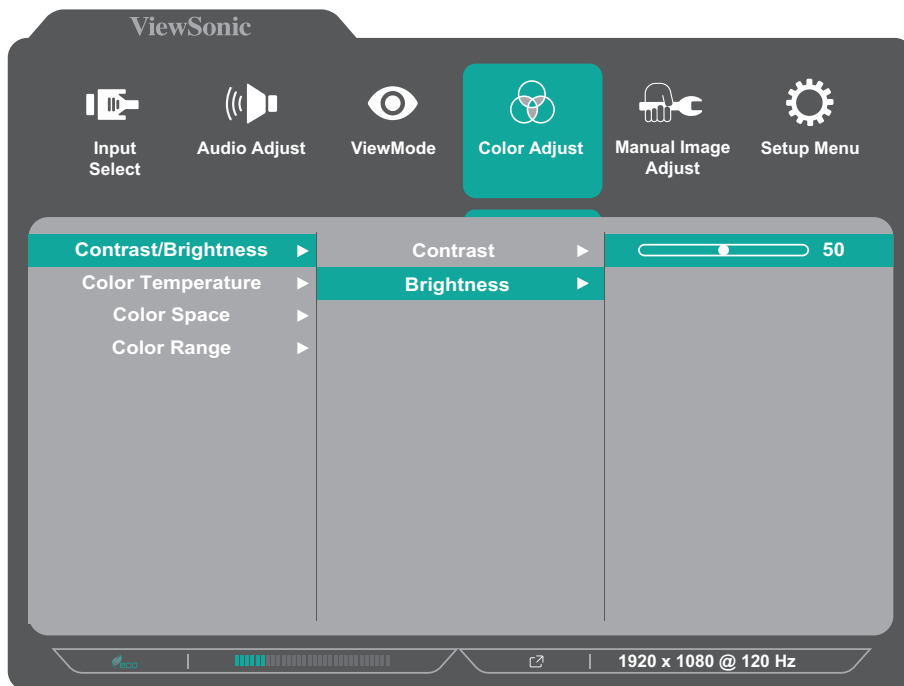 ViewSonic
Input
Select
Audio Adjust
ViewMode
Color Adjust
Manual Image
Adjust
Setup Menu
Contrast/Brightness
Contrast
50
Color Temperature
Brightness
Color Space
Color Range
eco
1920 x 1080 @ 120 Hz